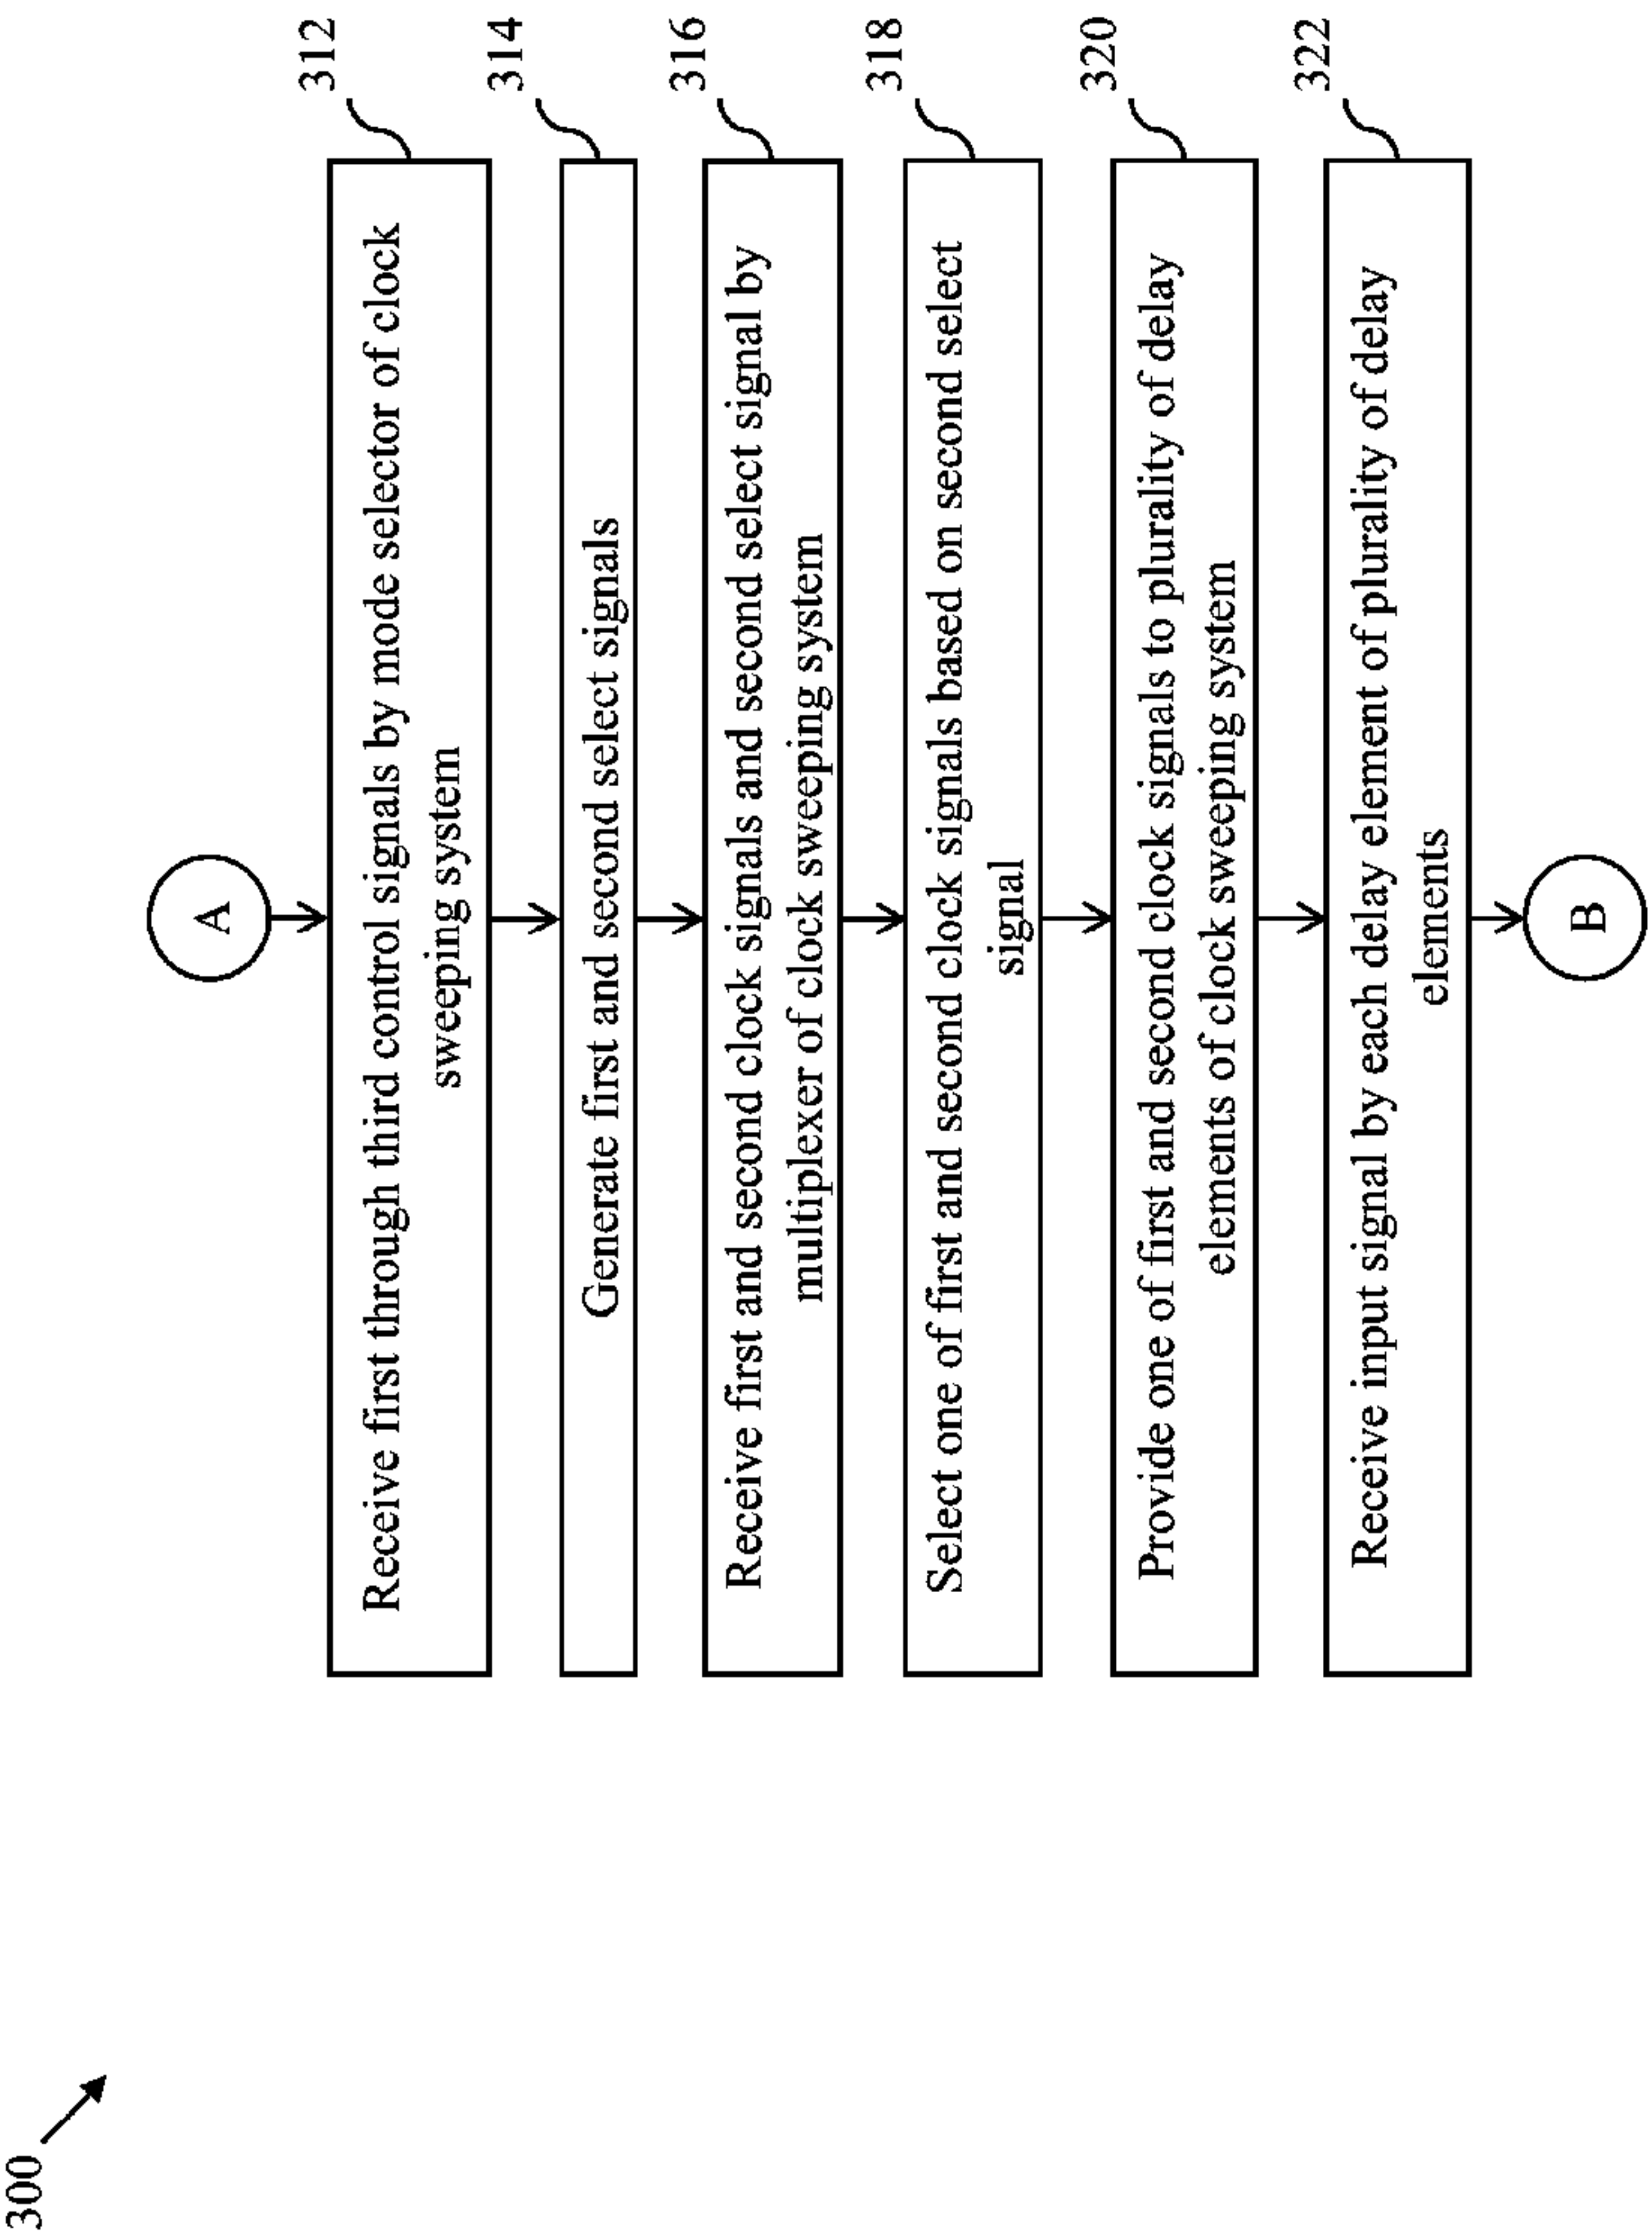 300
A
Receive first through third control signals by mode selector of clock
sweeping system
312
Generate first and second select signals
314
Receive first and second clock signals and second select signal by
multiplexer of clock sweeping system
316
Select one of first and second clock signals based on second select
signal
318
Provide one of first and second clock signals to plurality of delay
elements of clock sweeping system
320
Receive input signal by each delay element of plurality of delay
elements
322
B